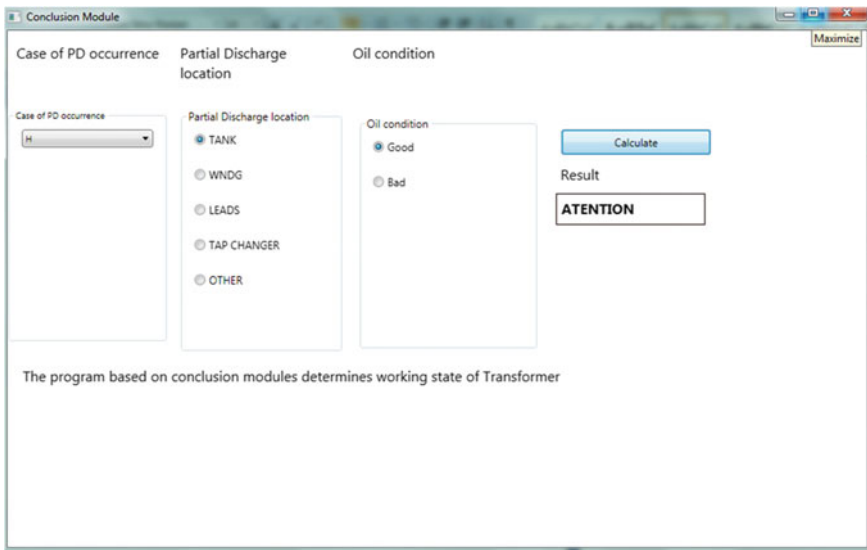 Conclusion Module
Maximize
Case of PD occurrence
Partial Discharge
location
Oil condition
Case of PD occurrence
H
Partial Discharge location
TANK
WNDG
LEADS
TAP CHANGER
OTHER
Oil condition
Good
Bad
Calculate
Result
ATENTION
The program based on conclusion modules determines working state of Transformer